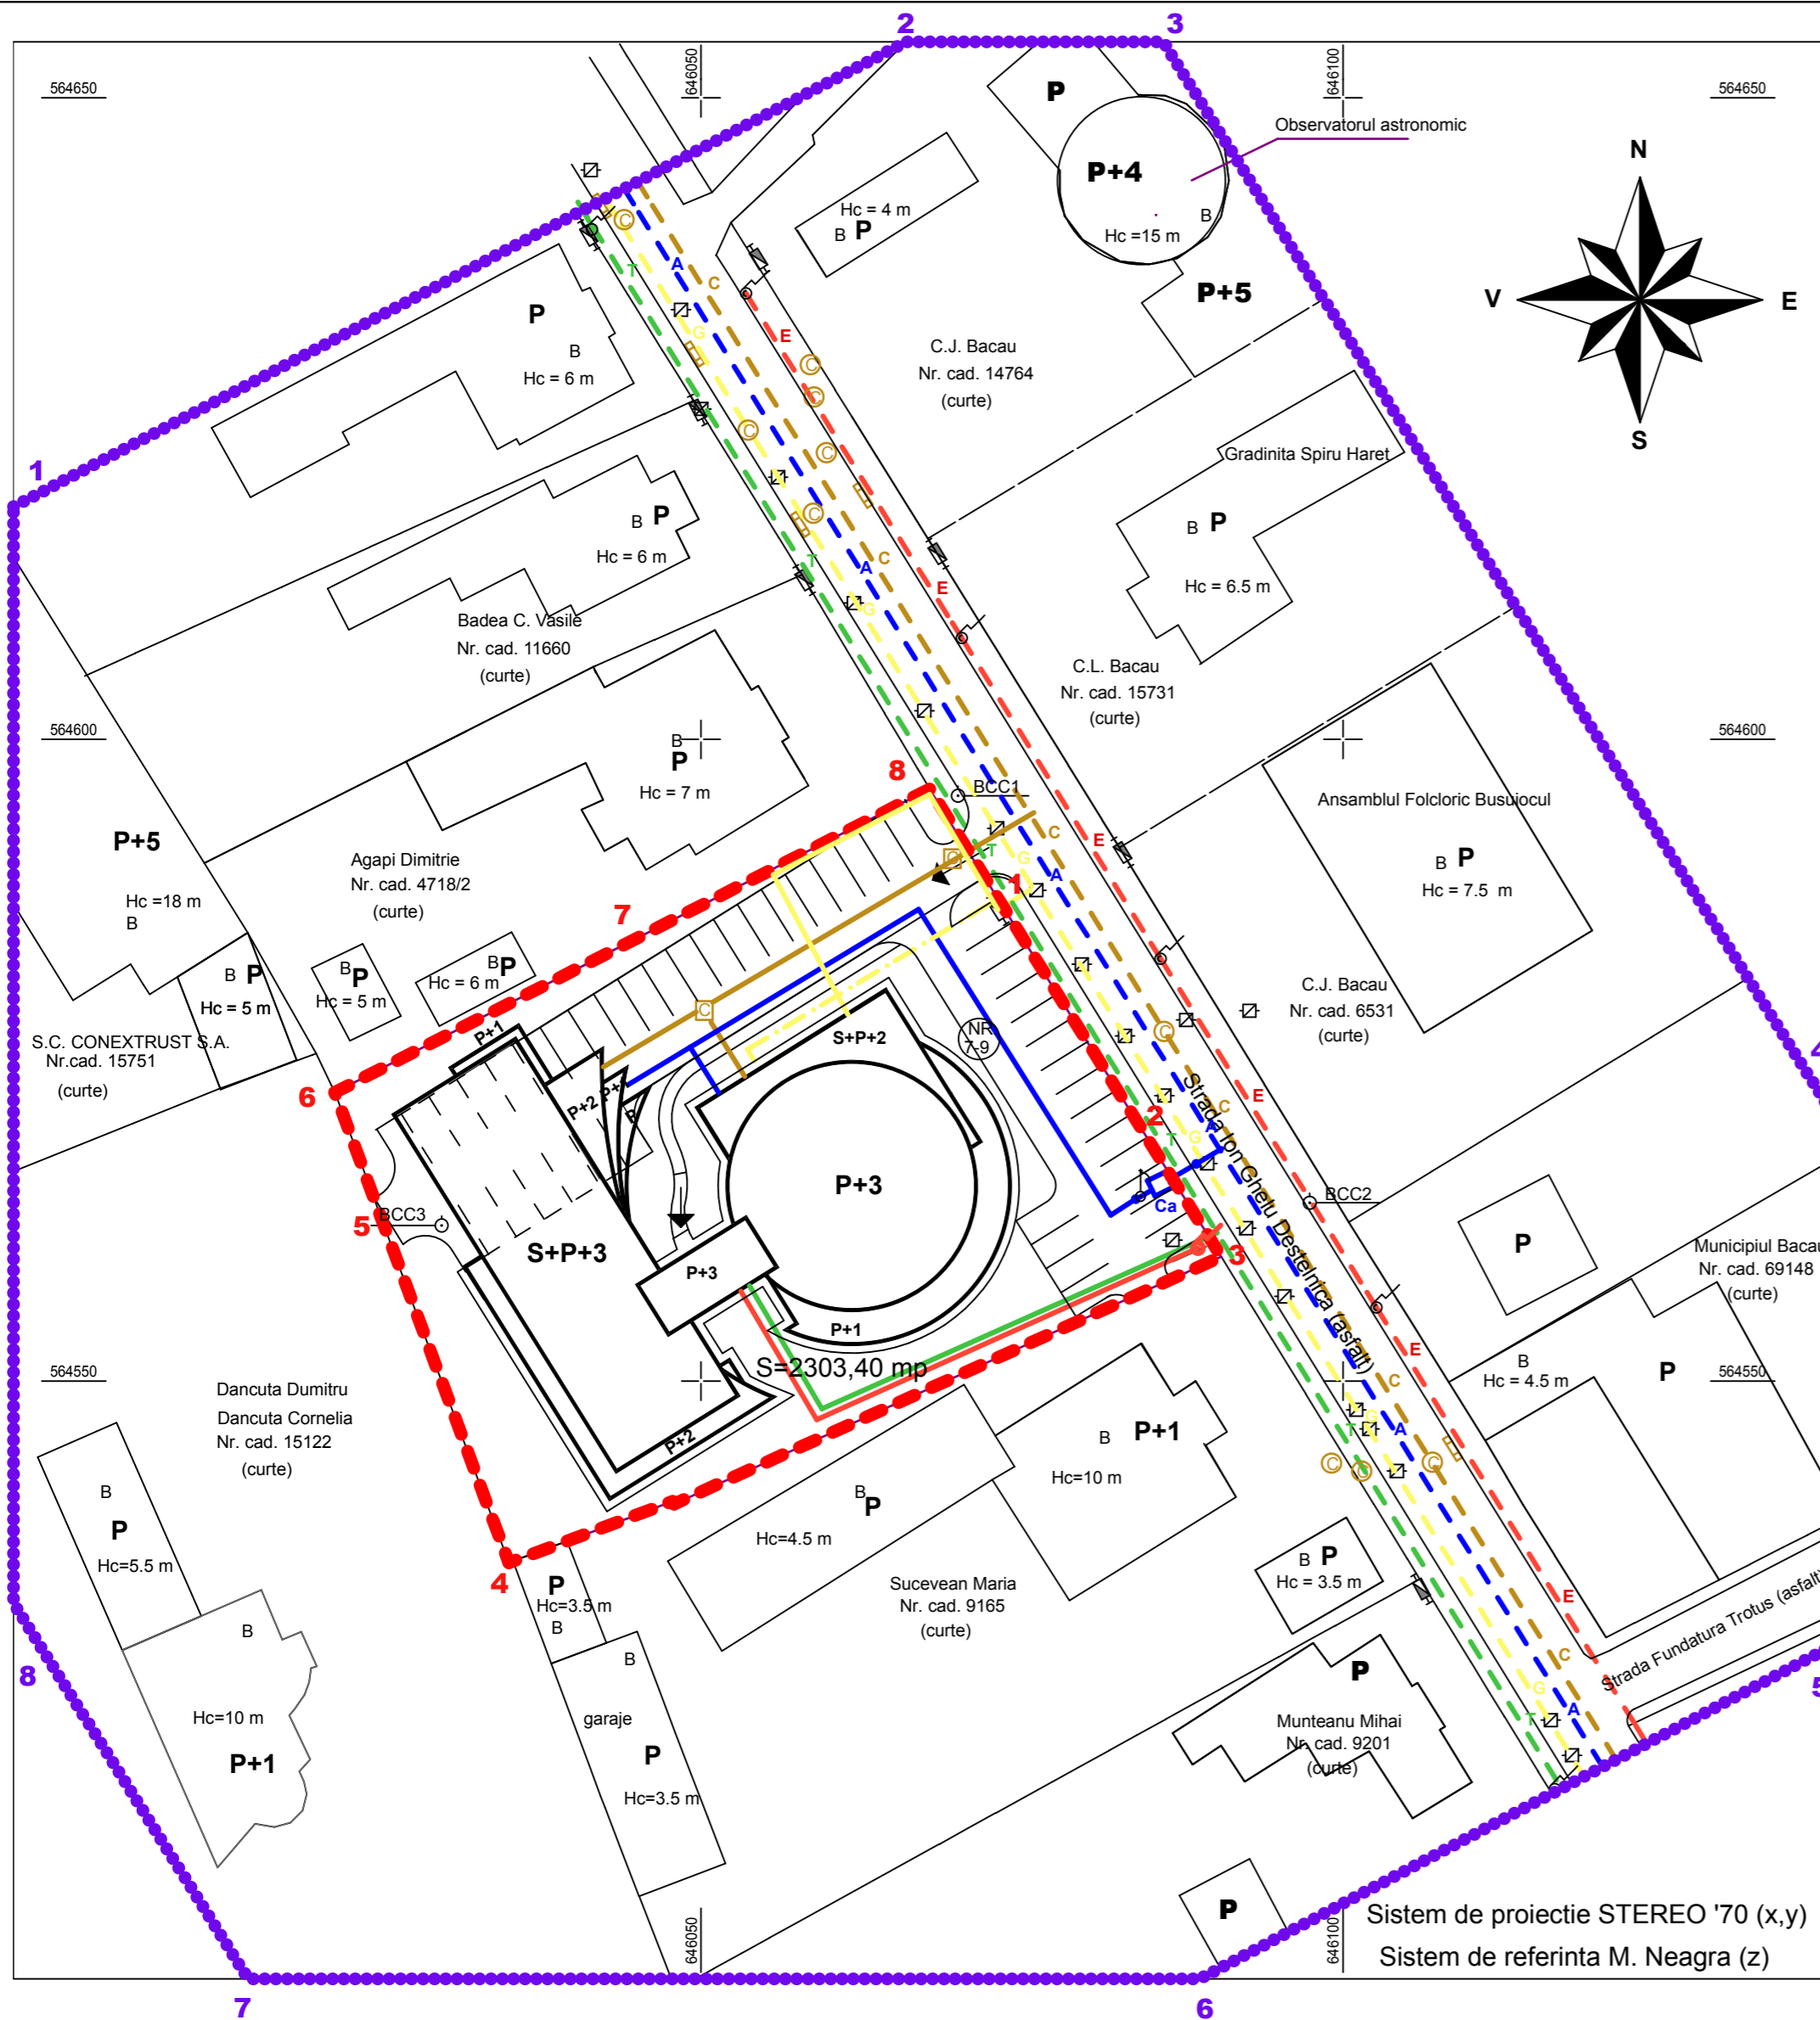 2
3
564650
646050
646100
564650
P
Observatorul astronomic
P+4
N
Hc = 4 m
B P
B
Hc =15 m
T
A
C
P+5
V
E
P
G
E
C.J. Bacau
B
Nr. cad. 14764
Hc = 6 m
(curte)
S
1
Gradinita Spiru Haret
B P
B P
Hc = 6 m
T
A
C
E
Hc = 6.5 m
G
Badea C. Vasile
Nr. cad. 11660
(curte)
C.L. Bacau
Nr. cad. 15731
(curte)
564600
564600
B
P
8
BCC1
Hc = 7 m
Ansamblul Folcloric Busuiocul
P+5
C
E
T
G
A
B P
Agapi Dimitrie
Nr. cad. 4718/2
(curte)
C
1
Hc = 7.5 m
Hc =18 m
B
7
B P
Hc = 5 m
B P
Hc = 5 m
B P
Hc = 6 m
C.J. Bacau
Nr. cad. 6531
(curte)
S.C. CONEXTRUST S.A.
Nr.cad. 15751
(curte)
P+1
C
S+P+2
NR
7-9
C
4
6
P+2
P
2
Strada Ion Ghelu Destelnica (asfalt)
E
C
T
G
A
P+3
Ca
BCC2
5
BCC3
S+P+3
P+3
3
P
Municipiul Bacau
Nr. cad. 69148
(curte)
P+1
S=2303,40 mp
E
B
Hc = 4.5 m
P
564550
564550
Dancuta Dumitru
Dancuta Cornelia
Nr. cad. 15122
(curte)
C
G
T
A
P+2
B P+1
Hc=10 m
C
C
C
B
P
Hc=5.5 m
B P
Hc=4.5 m
4
P
Hc=3.5 m
B
B P
Hc = 3.5 m
Sucevean Maria
Nr. cad. 9165
(curte)
E
B
Strada Fundatura Trotus (asfalt
8
B
C
P
G
5
Hc=10 m
garaje
A
T
P+1
P
Munteanu Mihai
Nr. cad. 9201
(curte)
Hc=3.5 m
P
646050
646100
Sistem de proiectie STEREO '70 (x,y)
Sistem de referinta M. Neagra (z)
7
6